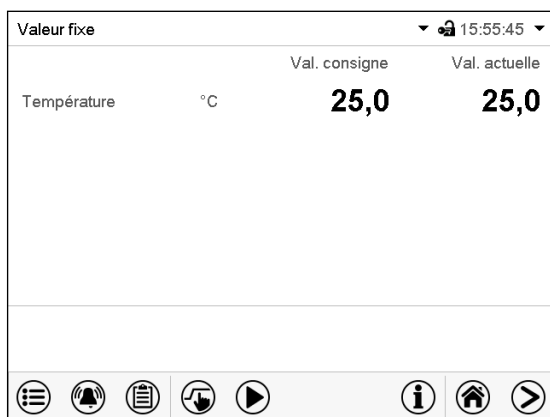 Valeur fixe 15:55:45
Val. consigne Val. actuelle
Température °C 25,0 25,0